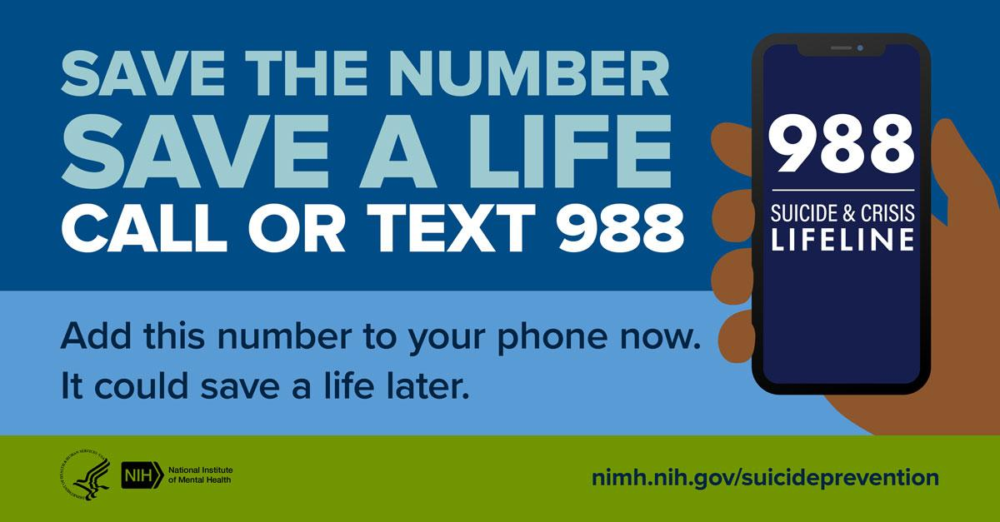 SAVE THE NUMBER
SAVE A LIFE
CALL OR TEXT 988
988
SUICIDE & CRISIS
LIFELINE
Add this number to your phone now.
It could save a life later.
NIH
National Institute
of Mental Health
nimh.nih.gov/suicideprevention